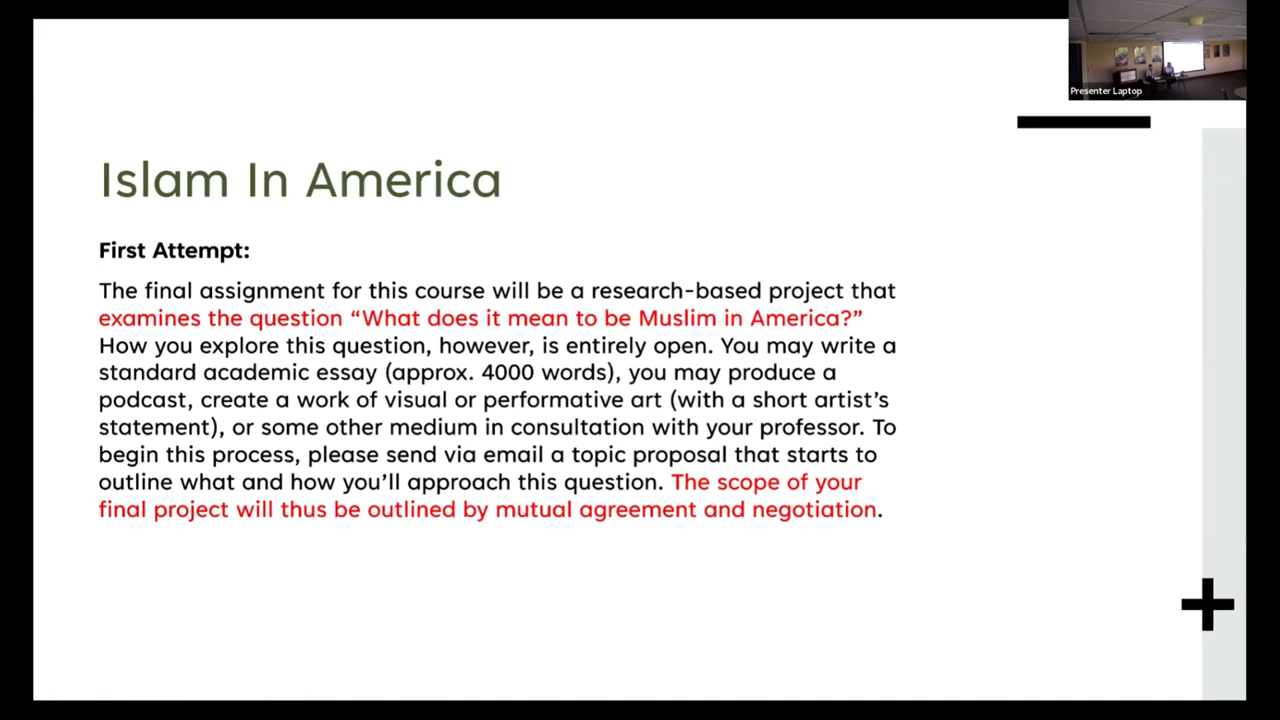 Presenter Laptop
Islam In America
First Attempt:
The final assignment for this course will be a research-based project that
examines the question “What does it mean to be Muslim in America?”
How you explore this question, however, is entirely open. You may write a
standard academic essay (approx. 4000 words), you may produce a
podcast, create a work of visual or performative art (with a short artist’s
statement), or some other medium in consultation with your professor. To
begin this process, please send via email a topic proposal that starts to
outline what and how you’ll approach this question. The scope of your
final project will thus be outlined by mutual agreement and negotiation.